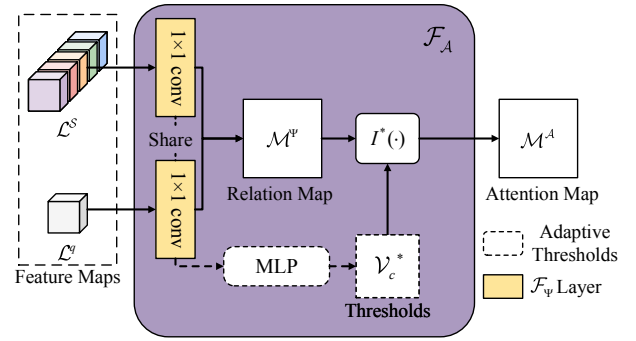 1×1 conv
𝓕_𝒜
𝓛^𝒮
Share
𝓜^Ψ
I*(·)
𝓜^𝒜
Relation Map
Attention Map
1×1 conv
𝓛^q
Feature Maps
MLP
𝒱_c^*
Thresholds
Adaptive
Thresholds
𝓕_Ψ Layer